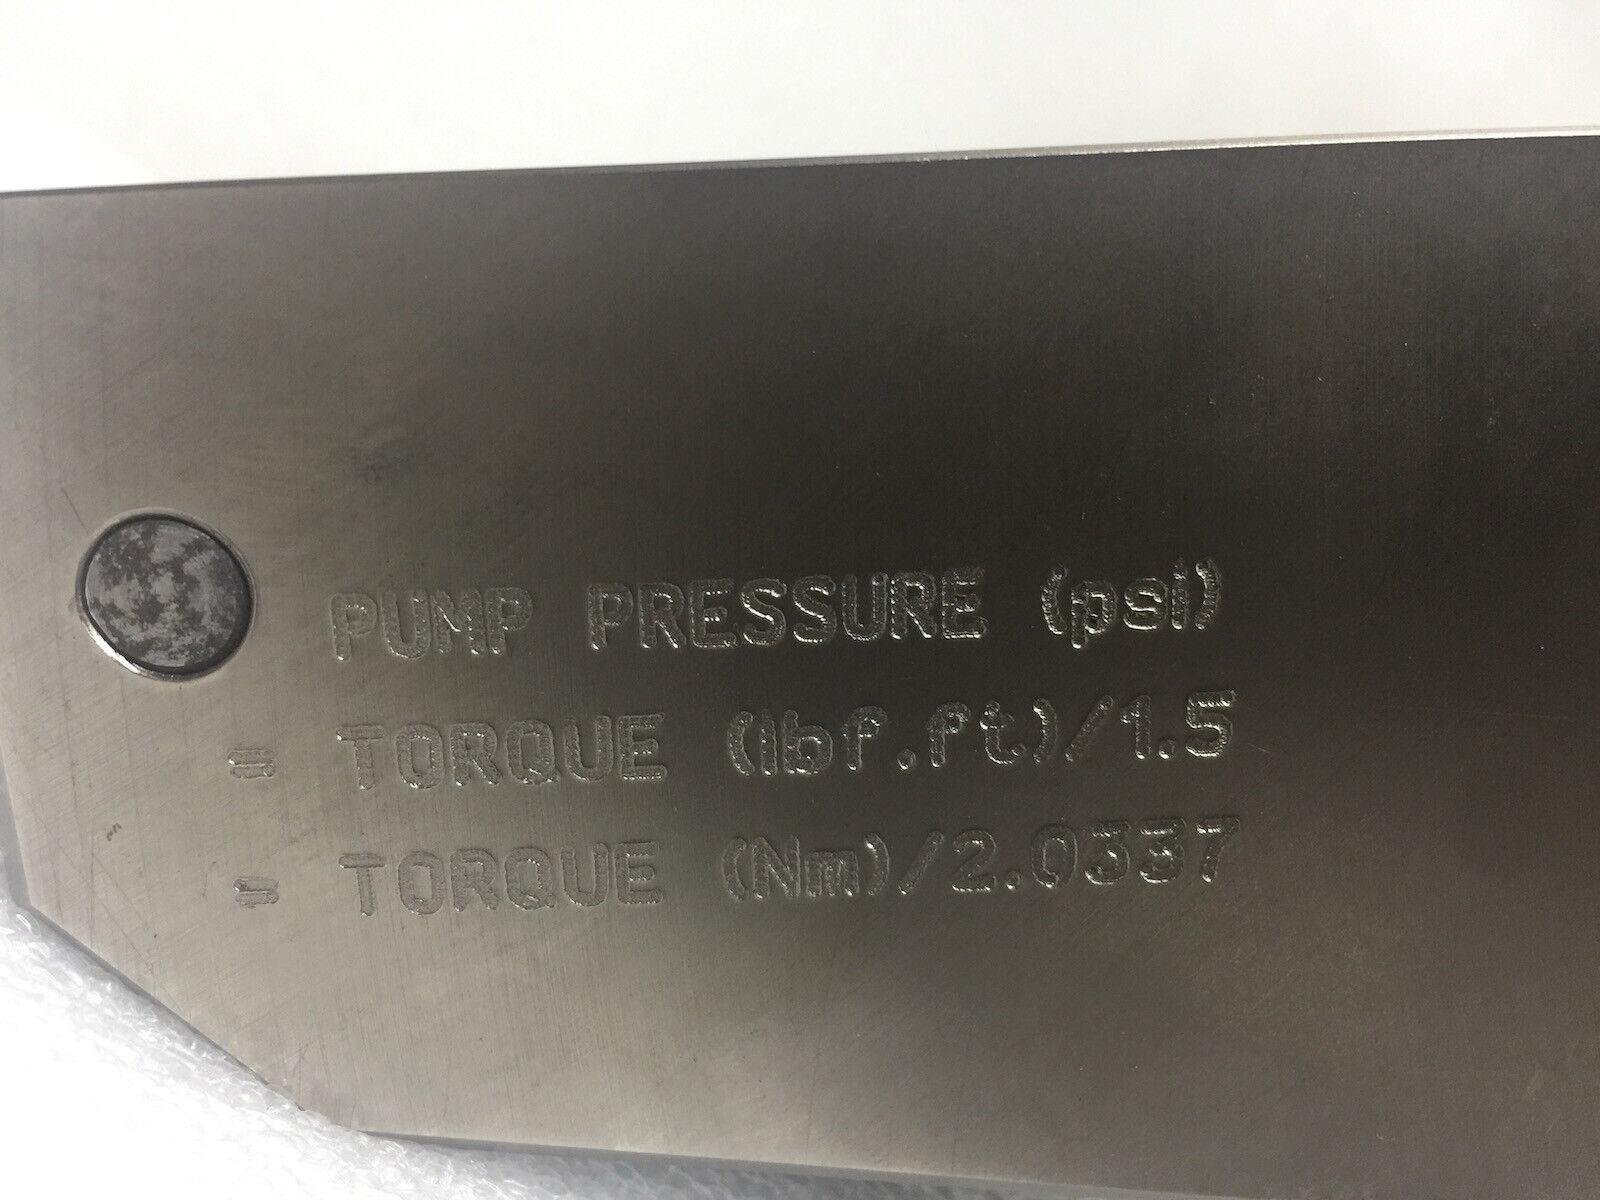 PUMP PRESSURE (psi)
= TORQUE (lbf.ft)/1.5
= TORQUE (Nm)/2.0337